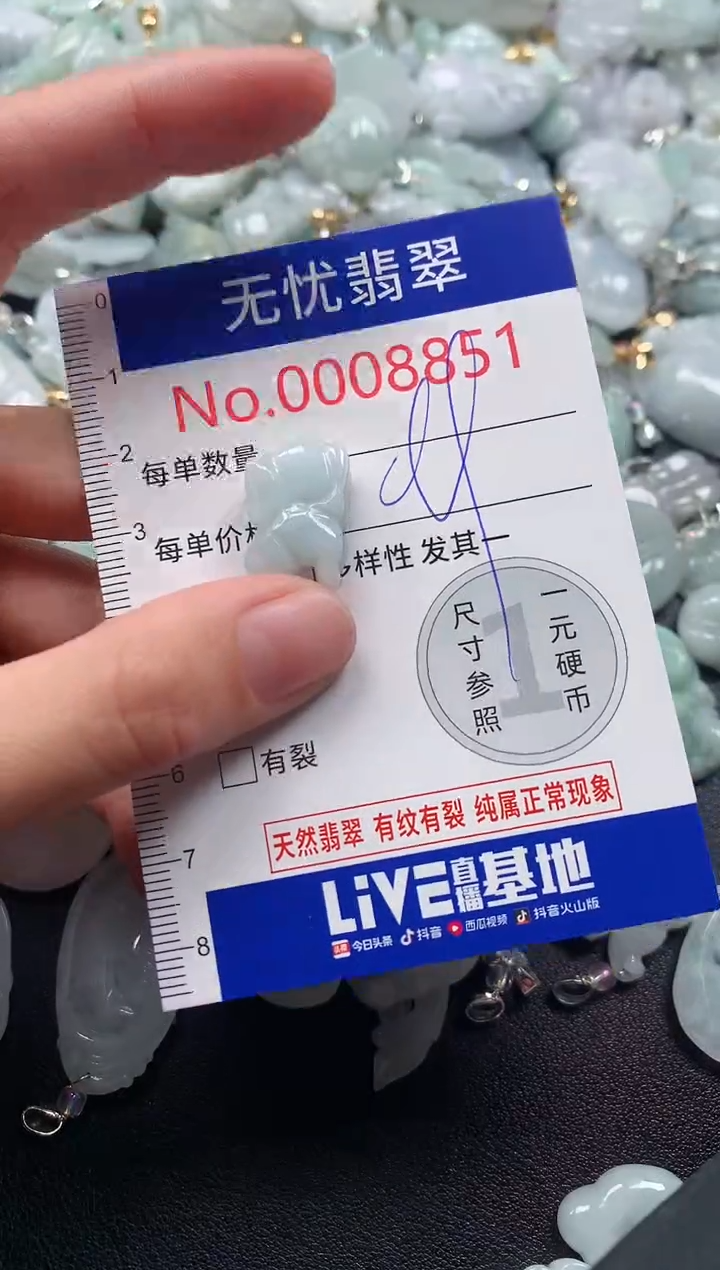 无忧翡翠
No.0008851
每单数量
每单价
样性 发其一
尺寸参照
1
一元硬币
有裂
天然翡翠 有纹有裂 纯属正常现象
LiVE直播基地
头条 今日头条 抖音 西瓜视频 抖音火山版
0
1
2
3
6
7
8